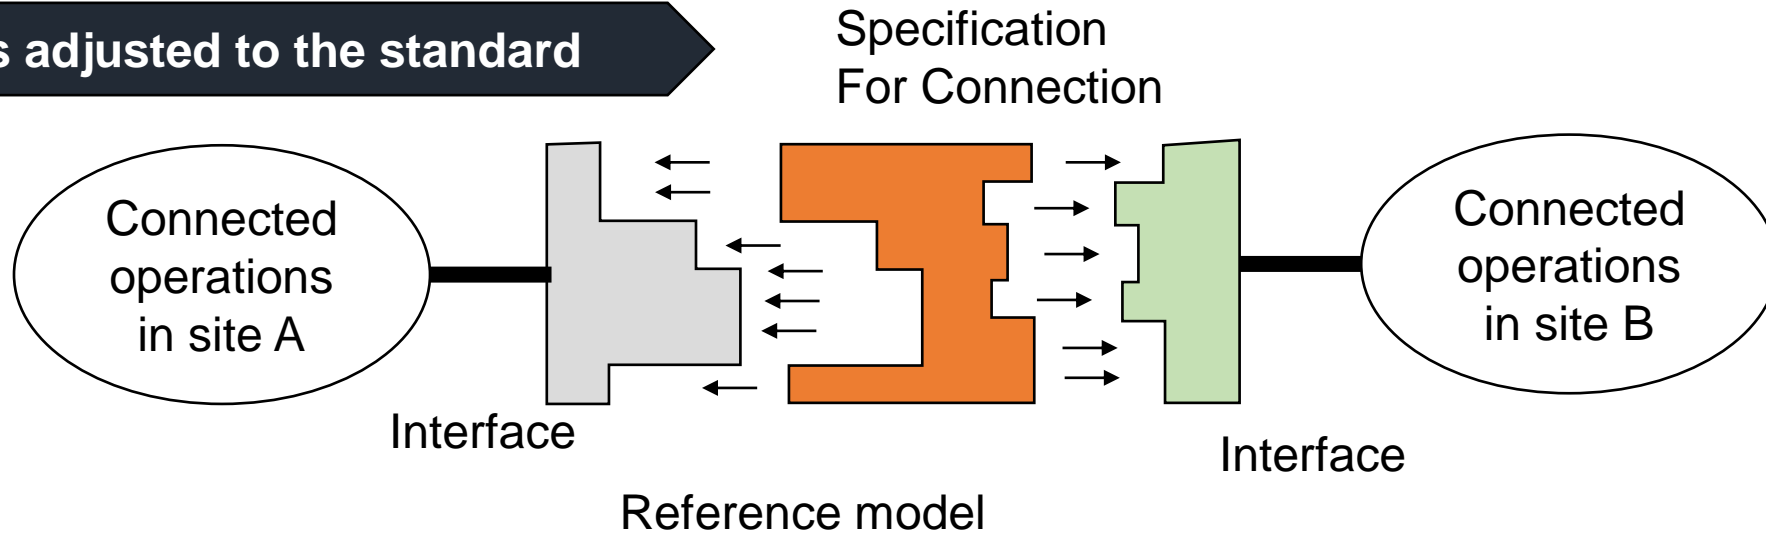 adjusted to the standard
Specification
For Connection
Connected
operations
in site A
Connected
operations
in site B
Interface
Interface
Reference model